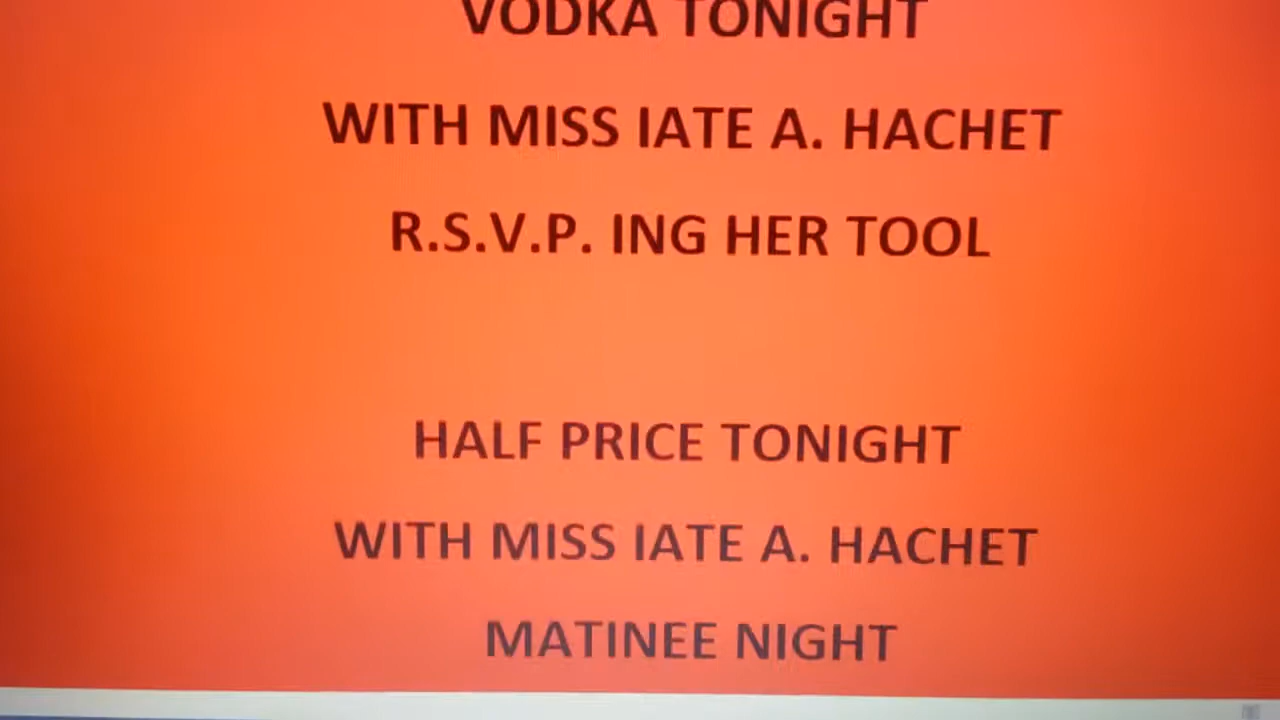 VODKA TONIGHT
WITH MISS IATE A. HACHET
R.S.V.P. ING HER TOOL
HALF PRICE TONIGHT
WITH MISS IATE A. HACHET
MATINEE NIGHT